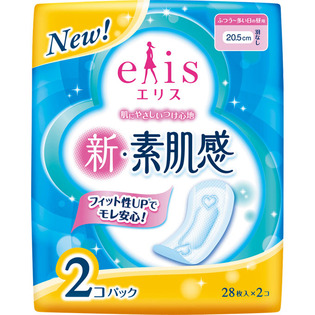 New!
ふつう~多い日の昼用
20.5cm 羽なし
elis
エリス
肌にやさしいつけ心地
新・素肌感
フィット性UPで
モレ安心!
2コパック
28枚入×2コ